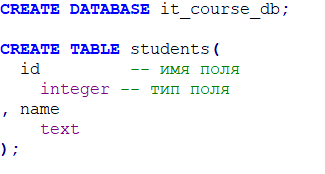 CREATE DATABASE it_course_db;
CREATE TABLE students(
id -- имя поля
integer -- тип поля
, name
text
);